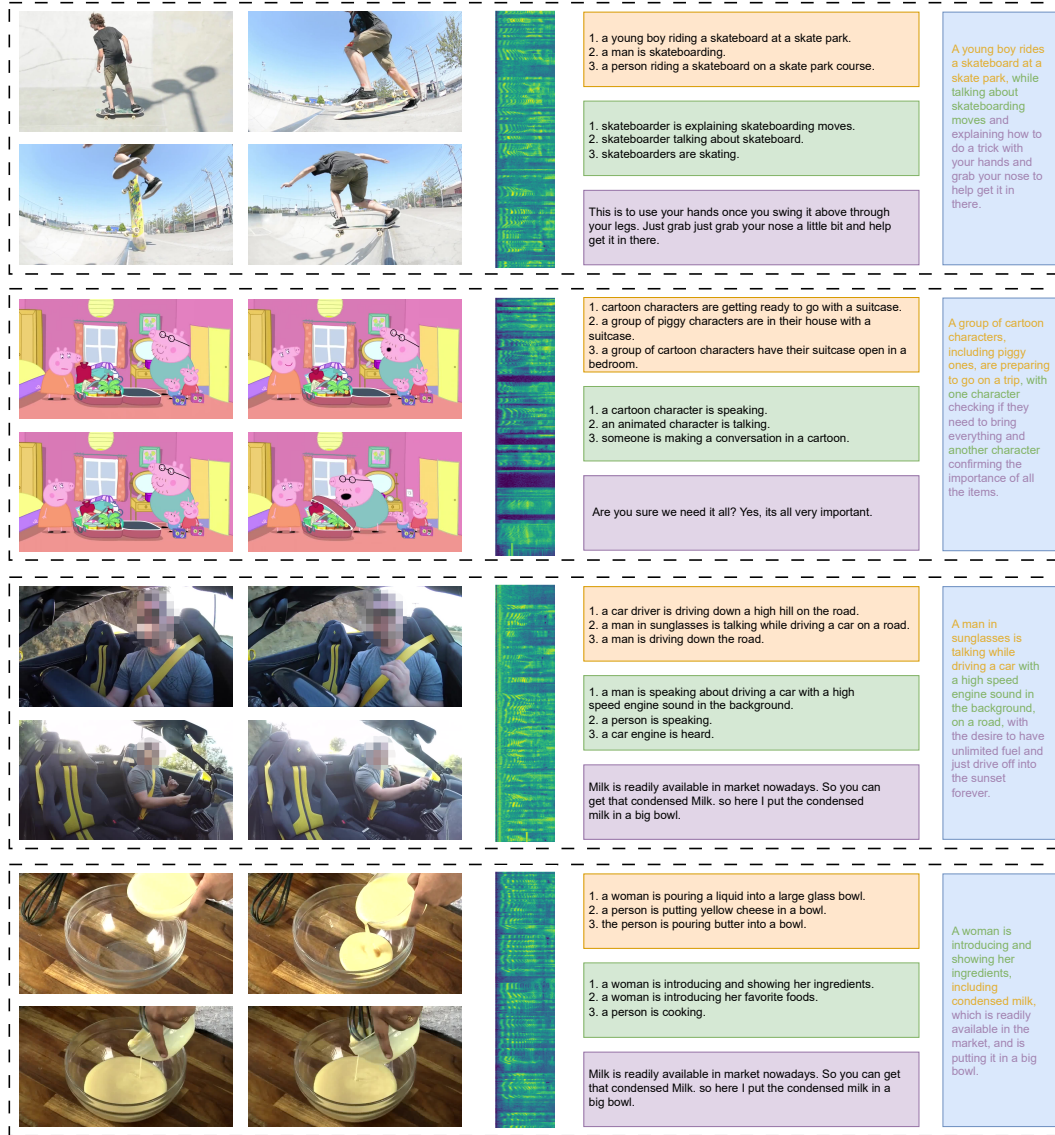 1. a young boy riding a skateboard at a skate park.
2. a man is skateboarding.
3. a person riding a skateboard on a skate park course.
1. skateboarder is explaining skateboarding moves.
2. skateboarder talking about skateboard.
3. skateboarders are skating.
This is to use your hands once you swing it above through
your legs. Just grab just grab your nose a little bit and help
get it in there.
A young boy rides
a skateboard at a
skate park, while
talking about
skateboarding
moves and
explaining how to
do a trick with
your hands and
grab your nose to
help get it in
there.
1. cartoon characters are getting ready to go with a suitcase.
2. a group of piggy characters are in their house with a
suitcase.
3. a group of cartoon characters have their suitcase open in a
bedroom.
1. a cartoon character is speaking.
2. an animated character is talking.
3. someone is making a conversation in a cartoon.
Are you sure we need it all? Yes, its all very important.
A group of cartoon
characters,
including piggy
ones, are preparing
to go on a trip, with
one character
checking if they
need to bring
everything and
another character
confirming the
importance of all
the items.
1. a car driver is driving down a high hill on the road.
2. a man in sunglasses is talking while driving a car on a road.
3. a man is driving down the road.
1. a man is speaking about driving a car with a high
speed engine sound in the background.
2. a person is speaking.
3. a car engine is heard.
Milk is readily available in market nowadays. So you can
get that condensed Milk. so here I put the condensed
milk in a big bowl.
A man in
sunglasses is
talking while
driving a car with
a high speed
engine sound in
the background,
on a road, with
the desire to have
unlimited fuel and
just drive off into
the sunset
forever.
1. a woman is pouring a liquid into a large glass bowl.
2. a person is putting yellow cheese in a bowl.
3. the person is pouring butter into a bowl.
1. a woman is introducing and showing her ingredients.
2. a woman is introducing her favorite foods.
3. a person is cooking.
Milk is readily available in market nowadays. So you can get
that condensed Milk. so here I put the condensed milk in a
big bowl.
A woman is
introducing and
showing her
ingredients,
including
condensed milk,
which is readily
available in the
market, and is
putting it in a big
bowl.